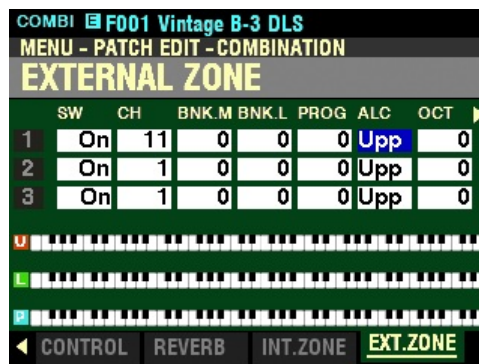 COMBI E F001 Vintage B-3 DLS
MENU - PATCH EDIT - COMBINATION
EXTERNAL ZONE
SW CH BNK.M BNK.L PROG ALC OCT
1 On 11 0 0 0 Upp 0
2 On 1 0 0 0 Upp 0
3 On 1 0 0 0 Upp 0
U
L
P
CONTROL REVERB INT.ZONE EXT.ZONE